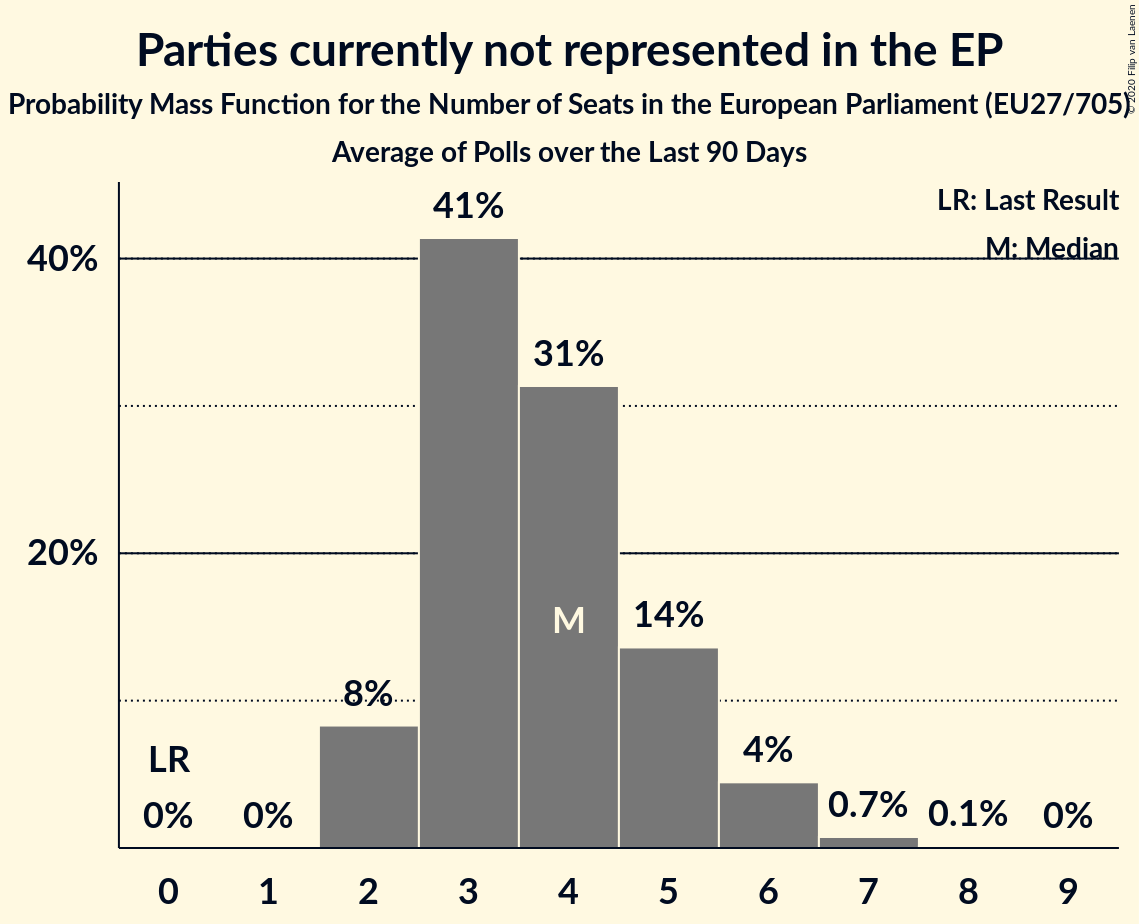 Parties currently not represented in the EP
Probability Mass Function for the Number of Seats in the European Parliament (EU27/705)
Average of Polls over the Last 90 Days
© 2020 Filip van Laenen
LR: Last Result
M: Median
40%
20%
41%
31%
14%
8%
4%
0.7%
0.1%
0%
LR
0%
0%
M
0 1 2 3 4 5 6 7 8 9